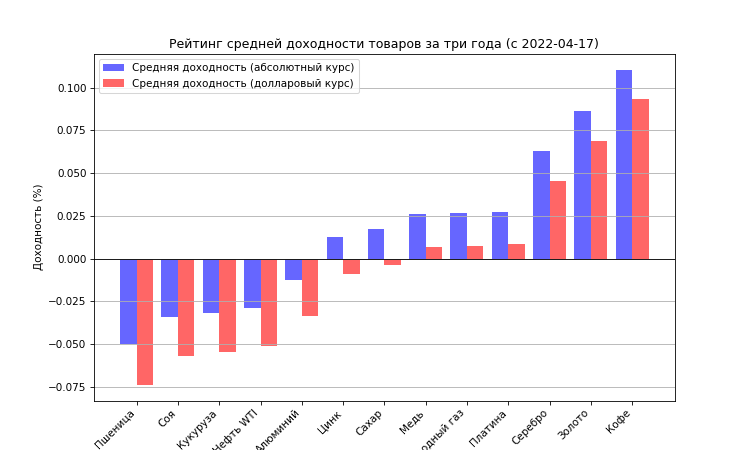 Рейтинг средней доходности товаров за три года (с 2022-04-17)
Средняя доходность (абсолютный курс)
Средняя доходность (долларовый курс)
Доходность (%)
0.100
0.075
0.050
0.025
0.000
−0.025
−0.050
−0.075
Пшеница
Соя
Кукуруза
Нефть WTI
Алюминий
Цинк
Сахар
Медь
газ
Платина
Серебро
Золото
Кофе